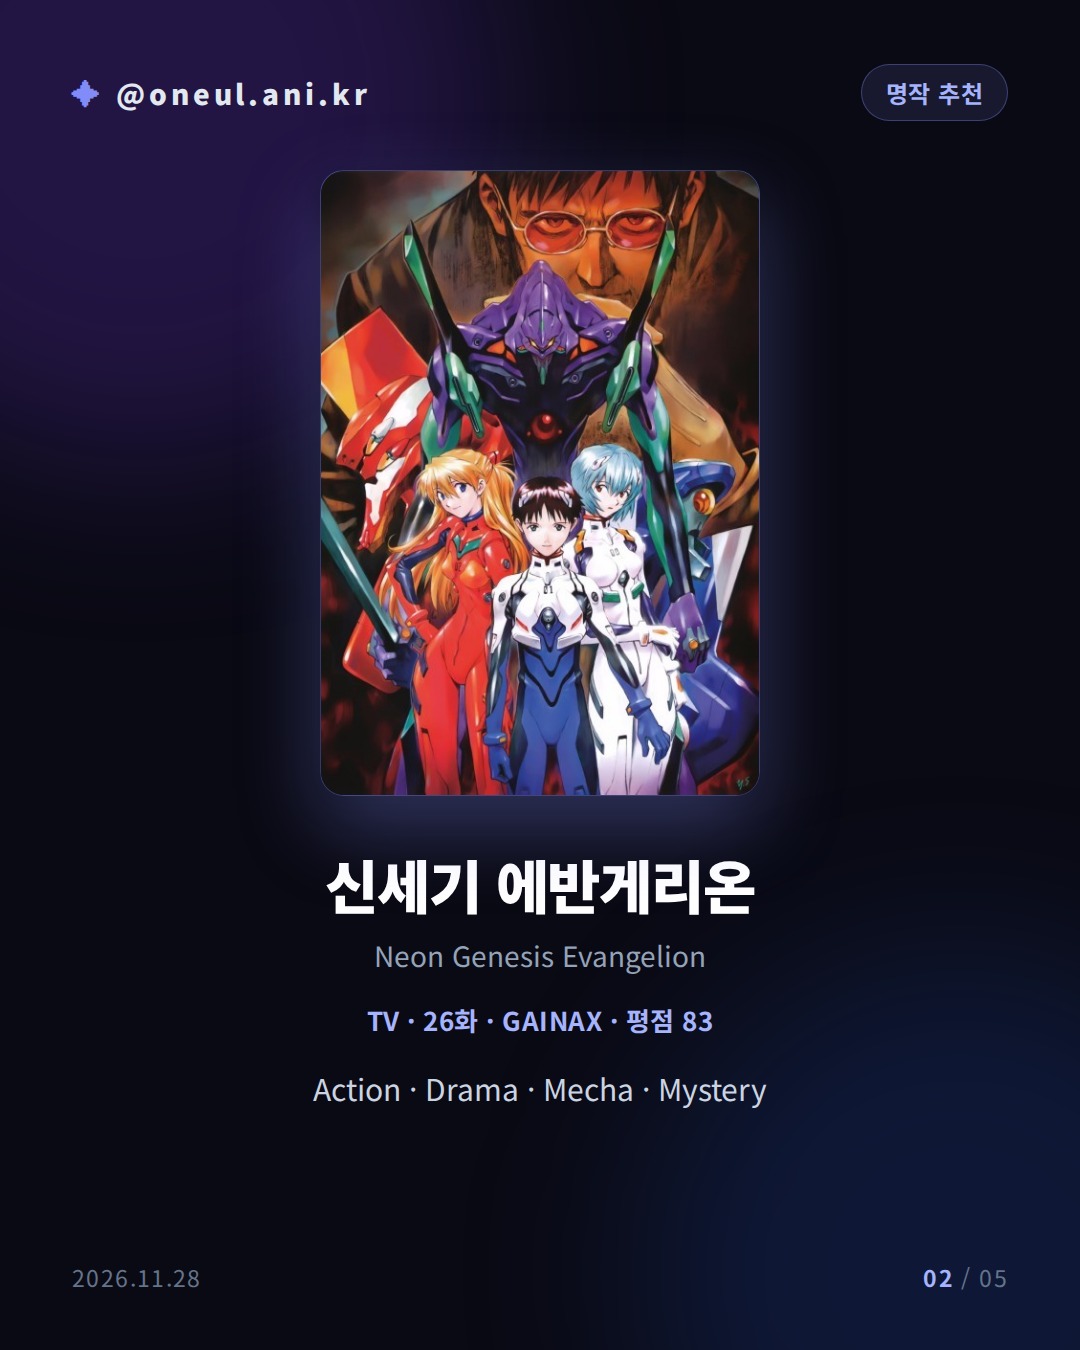 @oneul.ani.kr
명작 추천
신세기 에반게리온
Neon Genesis Evangelion
TV · 26화 · GAINAX · 평점 83
Action · Drama · Mecha · Mystery
2026.11.28
02 / 05